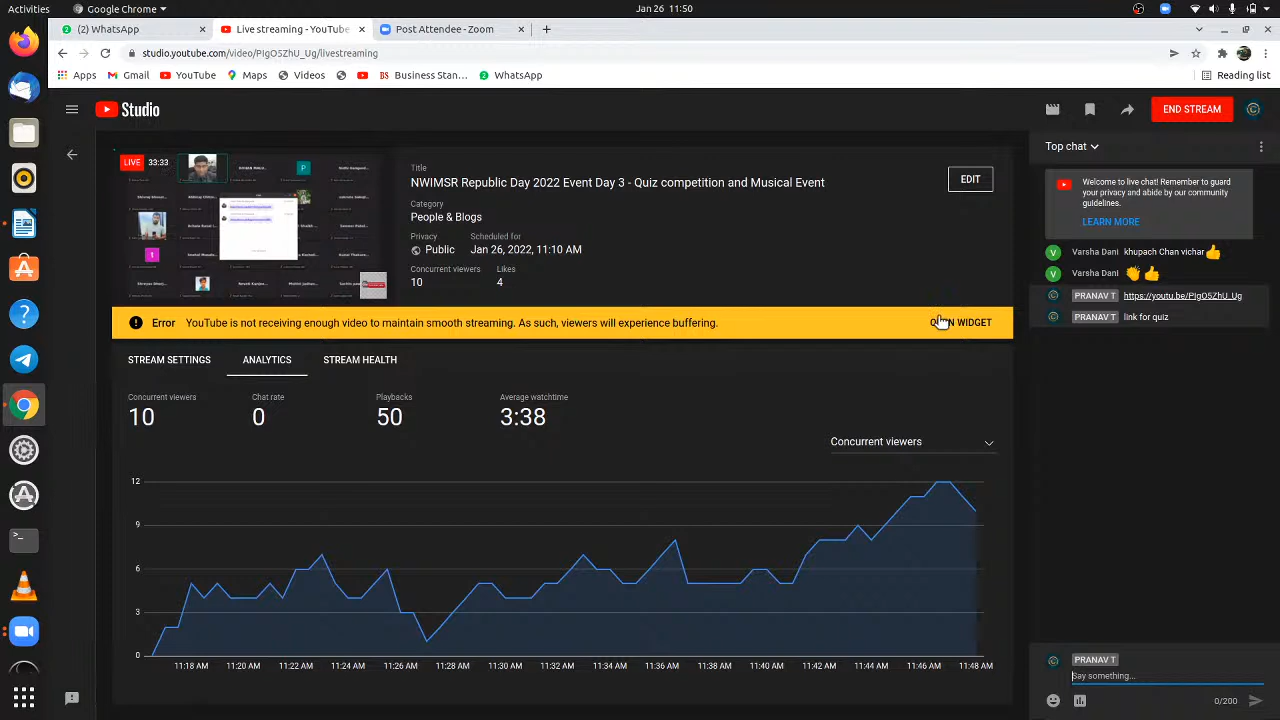 Activities
Google Chrome
Jan 26 11:50
(2) WhatsApp
Live streaming - YouTube
Post Attendee - Zoom
studio.youtube.com/video/PIgO5ZhU_Ug/livestreaming
Apps
Gmail
YouTube
Maps
Videos
Business Stan...
WhatsApp
Reading list
Studio
END STREAM
LIVE 33:33
Title
NWIMSR Republic Day 2022 Event Day 3 - Quiz competition and Musical Event
EDIT
Category
People & Blogs
Privacy
Public
Scheduled for
Jan 26, 2022, 11:10 AM
Concurrent viewers
10
Likes
4
Error YouTube is not receiving enough video to maintain smooth streaming. As such, viewers will experience buffering.
WIDGET
STREAM SETTINGS
ANALYTICS
STREAM HEALTH
Concurrent viewers
10
Chat rate
0
Playbacks
50
Average watchtime
3:38
Concurrent viewers
12
9
6
3
0
11:18 AM 11:20 AM 11:22 AM 11:24 AM 11:26 AM 11:28 AM 11:30 AM 11:32 AM 11:34 AM 11:36 AM 11:38 AM 11:40 AM 11:42 AM 11:44 AM 11:46 AM 11:48 AM
Top chat
Welcome to live chat! Remember to guard
your privacy and abide by our community
guidelines.
LEARN MORE
Varsha Dani khupach Chan vichar👍
Varsha Dani 👏👍
PRANAV T https://youtu.be/PIgO5ZhU_Ug
PRANAV T link for quiz
PRANAV T
Say something...
0/200